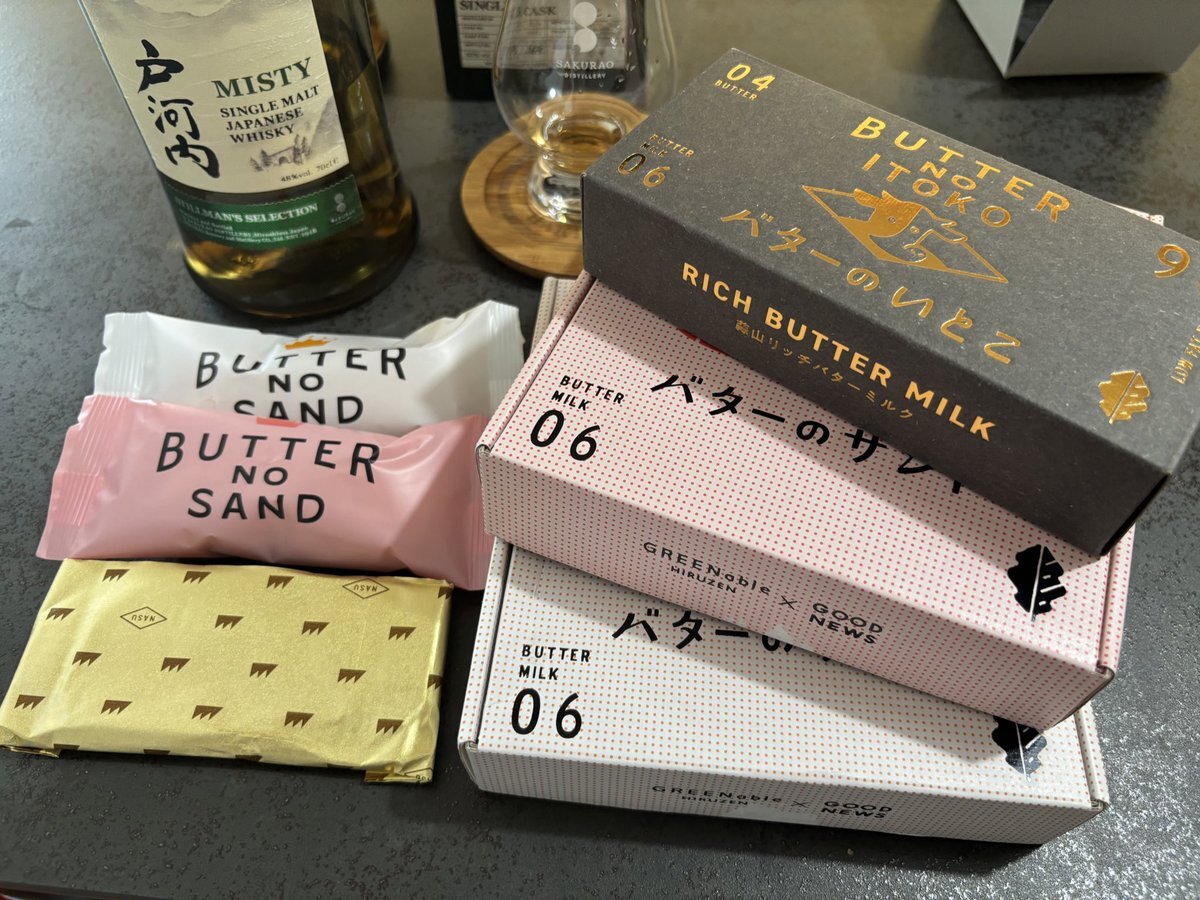 戸河内
MISTY
SINGLE MALT
JAPANESE
WHISKY
48%vol. 70cl e
STILLMAN'S SELECTION
SAKURAO
DISTILLERY
04
BUTTER
BUTTER
MILK
06
BUTTER
NO
ITOKO
バターのいとこ
RICH BUTTER MILK
蒜山リッチバターミルク
BUTTER
NO
SAND
BUTTER
NO
SAND
NASU
NASU
BUTTER
MILK
06
バターのサンド
GREENable
HIRUZEN
×
GOOD
NEWS
BUTTER
MILK
06
バターの
GREENable
HIRUZEN
×
GOOD
NEWS